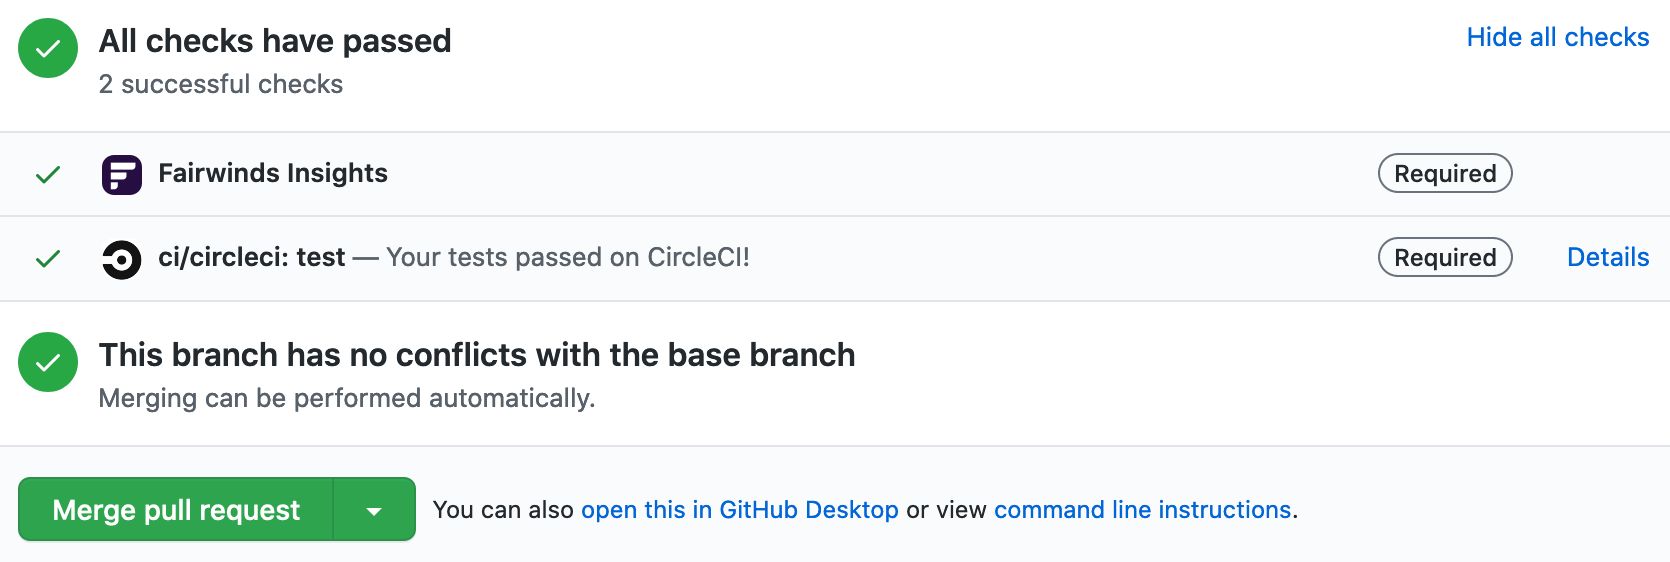 All checks have passed
Hide all checks
2 successful checks
Fairwinds Insights
Required
ci/circleci: test — Your tests passed on CircleCI!
Required
Details
This branch has no conflicts with the base branch
Merging can be performed automatically.
Merge pull request
You can also open this in GitHub Desktop or view command line instructions.